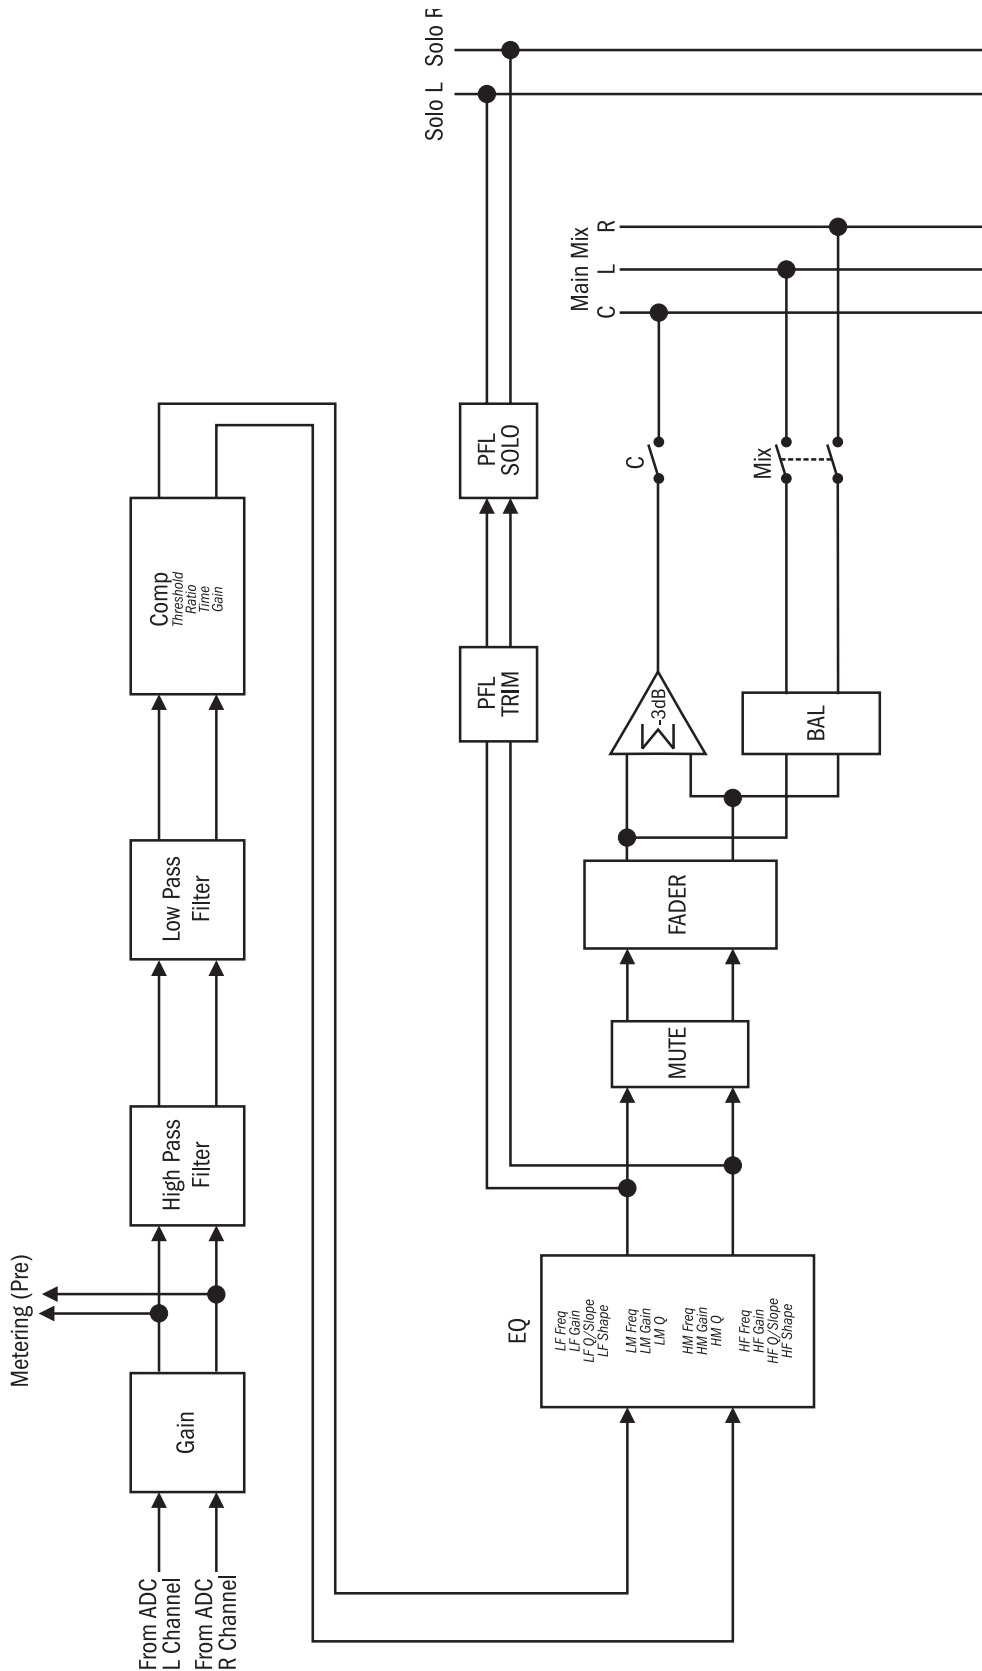 Solo R
Solo L
Main Mix
R
L
C
PFL
SOLO
C
Mix
Comp
Threshold
Ratio
Time
Gain
PFL
TRIM
Σ-3dB
BAL
Low Pass
Filter
FADER
High Pass
Filter
MUTE
Metering (Pre)
Gain
EQ
LF Freq
LF Gain
LF Q/Slope
LF Shape
LM Freq
LM Gain
LM Q
HM Freq
HM Gain
HM Q
HF Freq
HF Gain
HF Q/Slope
HF Shape
From ADC
L Channel
From ADC
R Channel